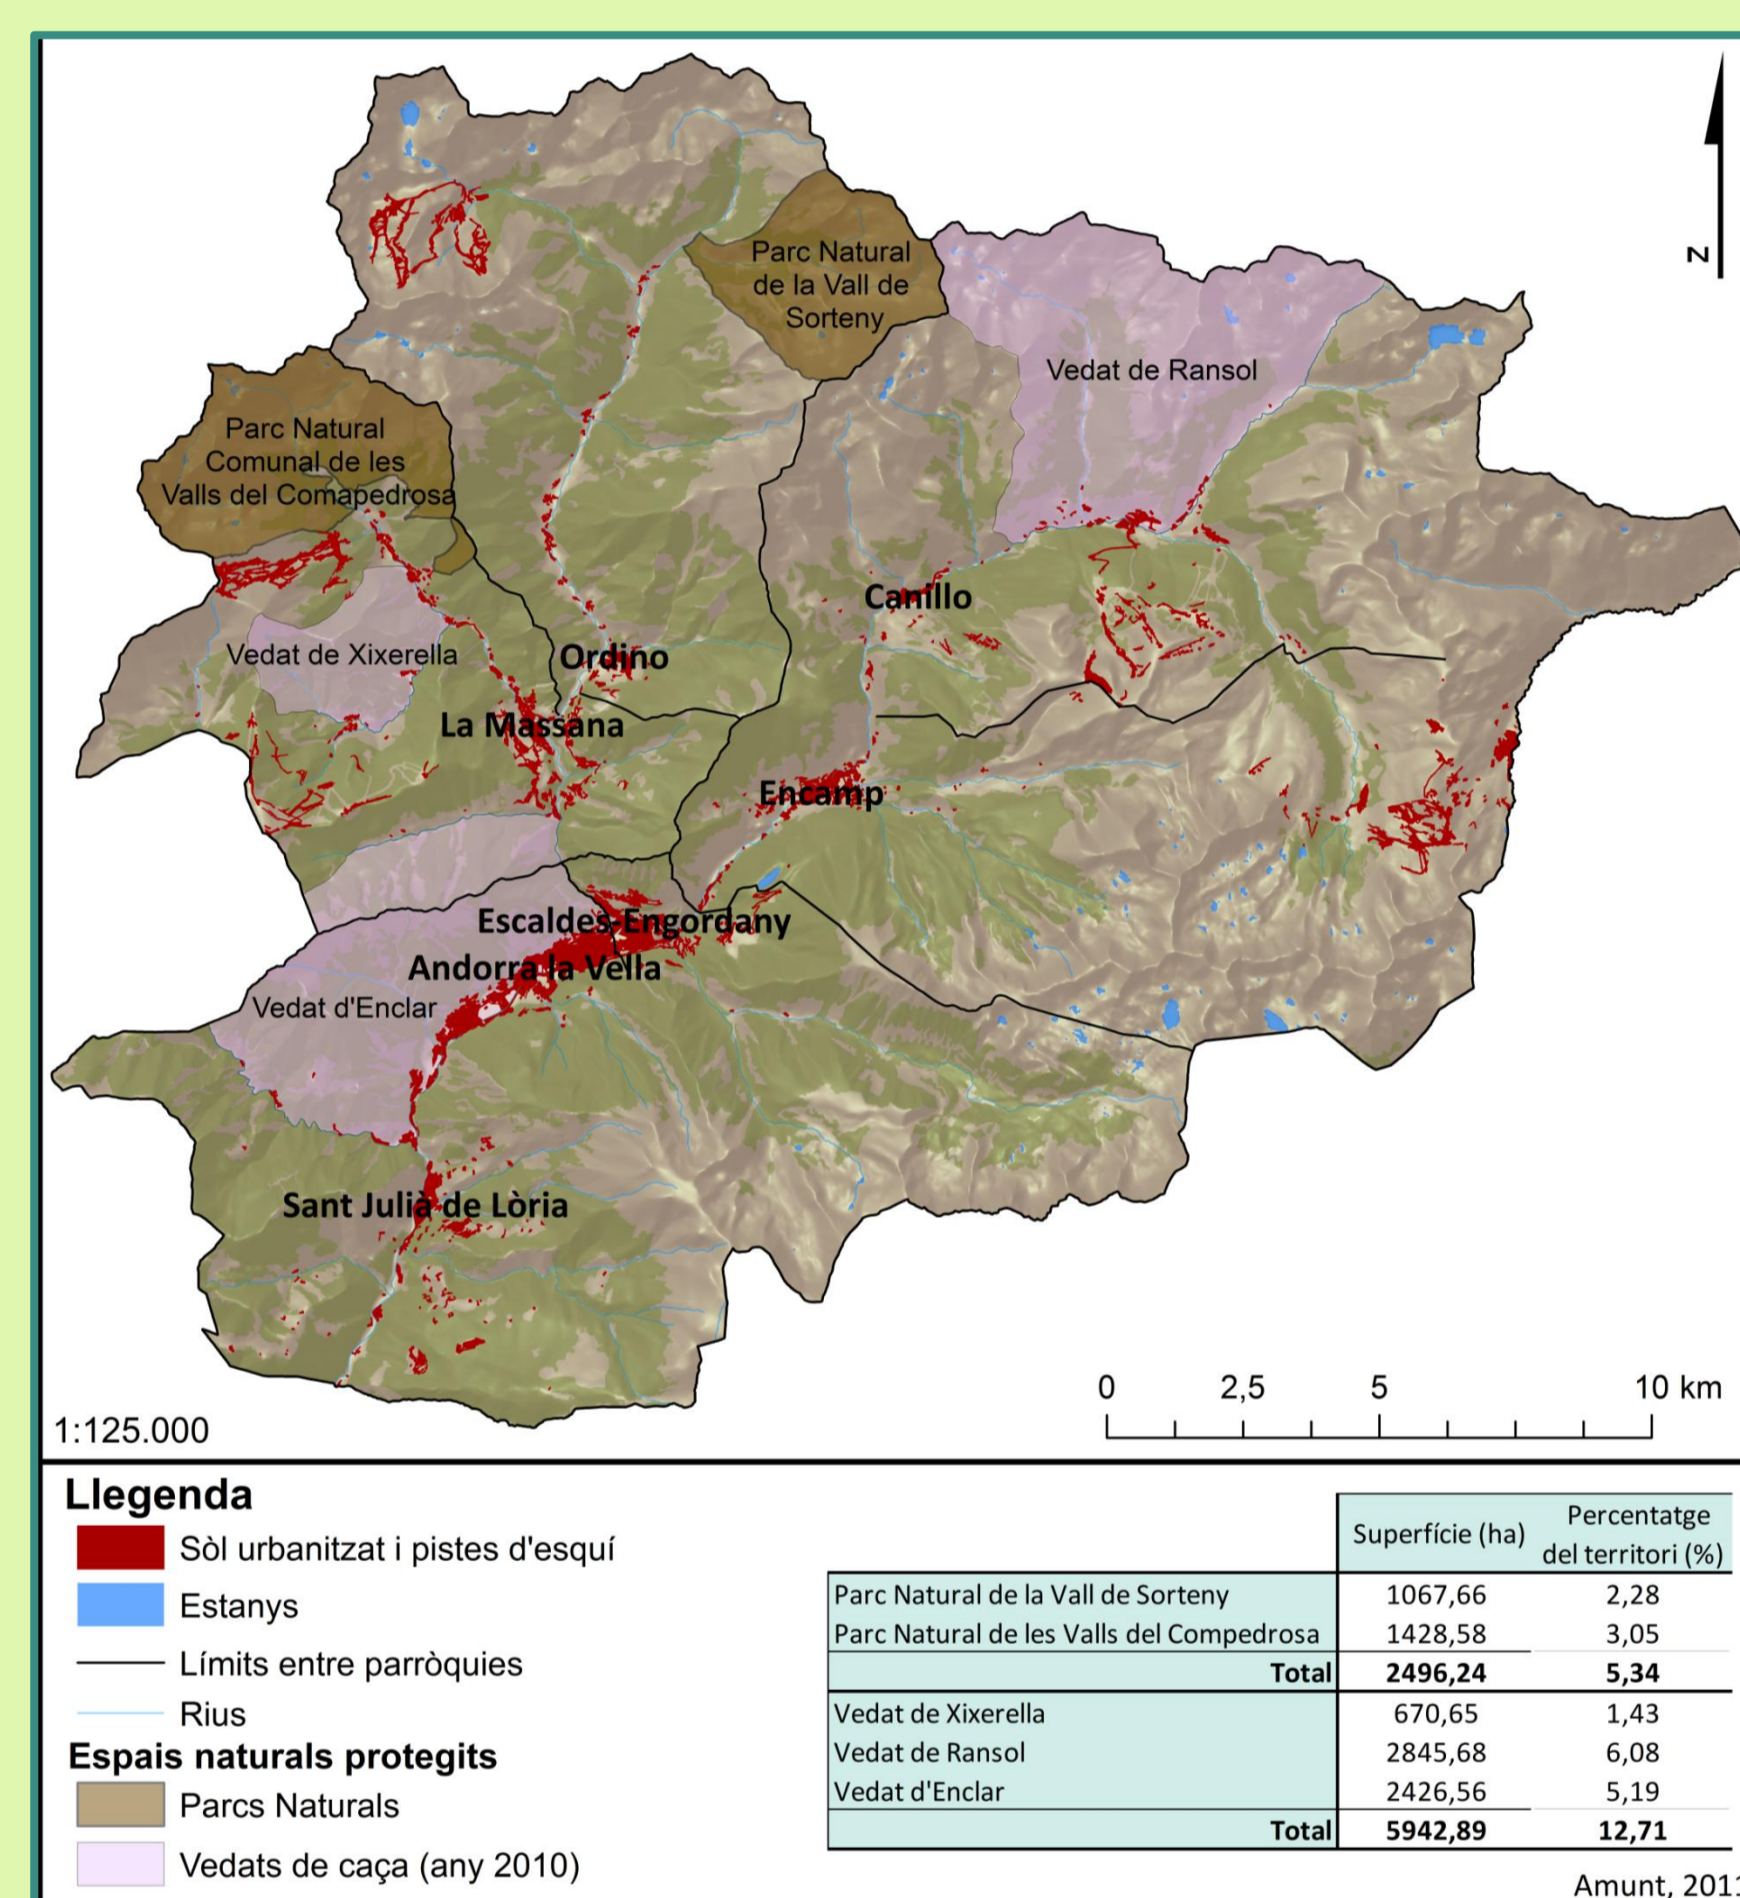 Z
Parc Natural
de la Vall de
Sorteny
Vedat de Ransol
Parc Natural
Comunal de les
Valls del Comapedrosa
Canillo
Vedat de Xixerella
Ordino
La Massana
Encamp
Escaldes-Engordany
Andorra la Vella
Vedat d'Enclar
Sant Julià de Lòria
0 2,5 5 10 km
1:125.000
Llegenda
Sòl urbanitzat i pistes d'esquí
Estanys
Límits entre parròquies
Rius
Espais naturals protegits
Parcs Naturals
Vedats de caça (any 2010)
Superfície (ha) Percentatge
del territori (%)
Parc Natural de la Vall de Sorteny 1067,66 2,28
Parc Natural de les Valls del Compedrosa 1428,58 3,05
Total 2496,24 5,34
Vedat de Xixerella 670,65 1,43
Vedat de Ransol 2845,68 6,08
Vedat d'Enclar 2426,56 5,19
Total 5942,89 12,71
Amunt, 2011